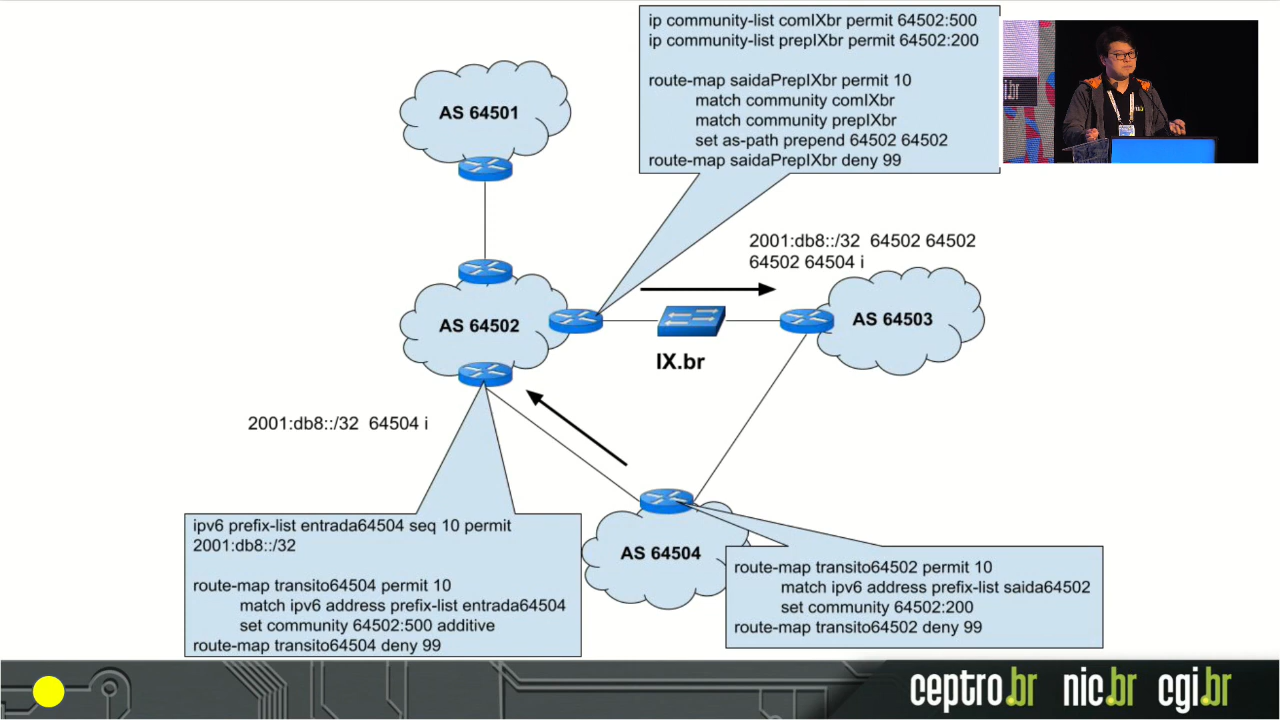 ip community-list comIXbr permit 64502:500
ip community-list prepIXbr permit 64502:200
route-map saidaPrepIXbr permit 10
match community comIXbr
match community prepIXbr
set as-path prepend 64502 64502
route-map saidaPrepIXbr deny 99
AS 64501
2001:db8::/32 64502 64502
64502 64504 i
AS 64502
AS 64503
IX.br
2001:db8::/32 64504 i
ipv6 prefix-list entrada64504 seq 10 permit
2001:db8::/32
route-map transito64504 permit 10
match ipv6 address prefix-list entrada64504
set community 64502:500 additive
route-map transito64504 deny 99
AS 64504
route-map transito64502 permit 10
match ipv6 address prefix-list saida64502
set community 64502:200
route-map transito64502 deny 99
ceptro.br nic.br cgi.br